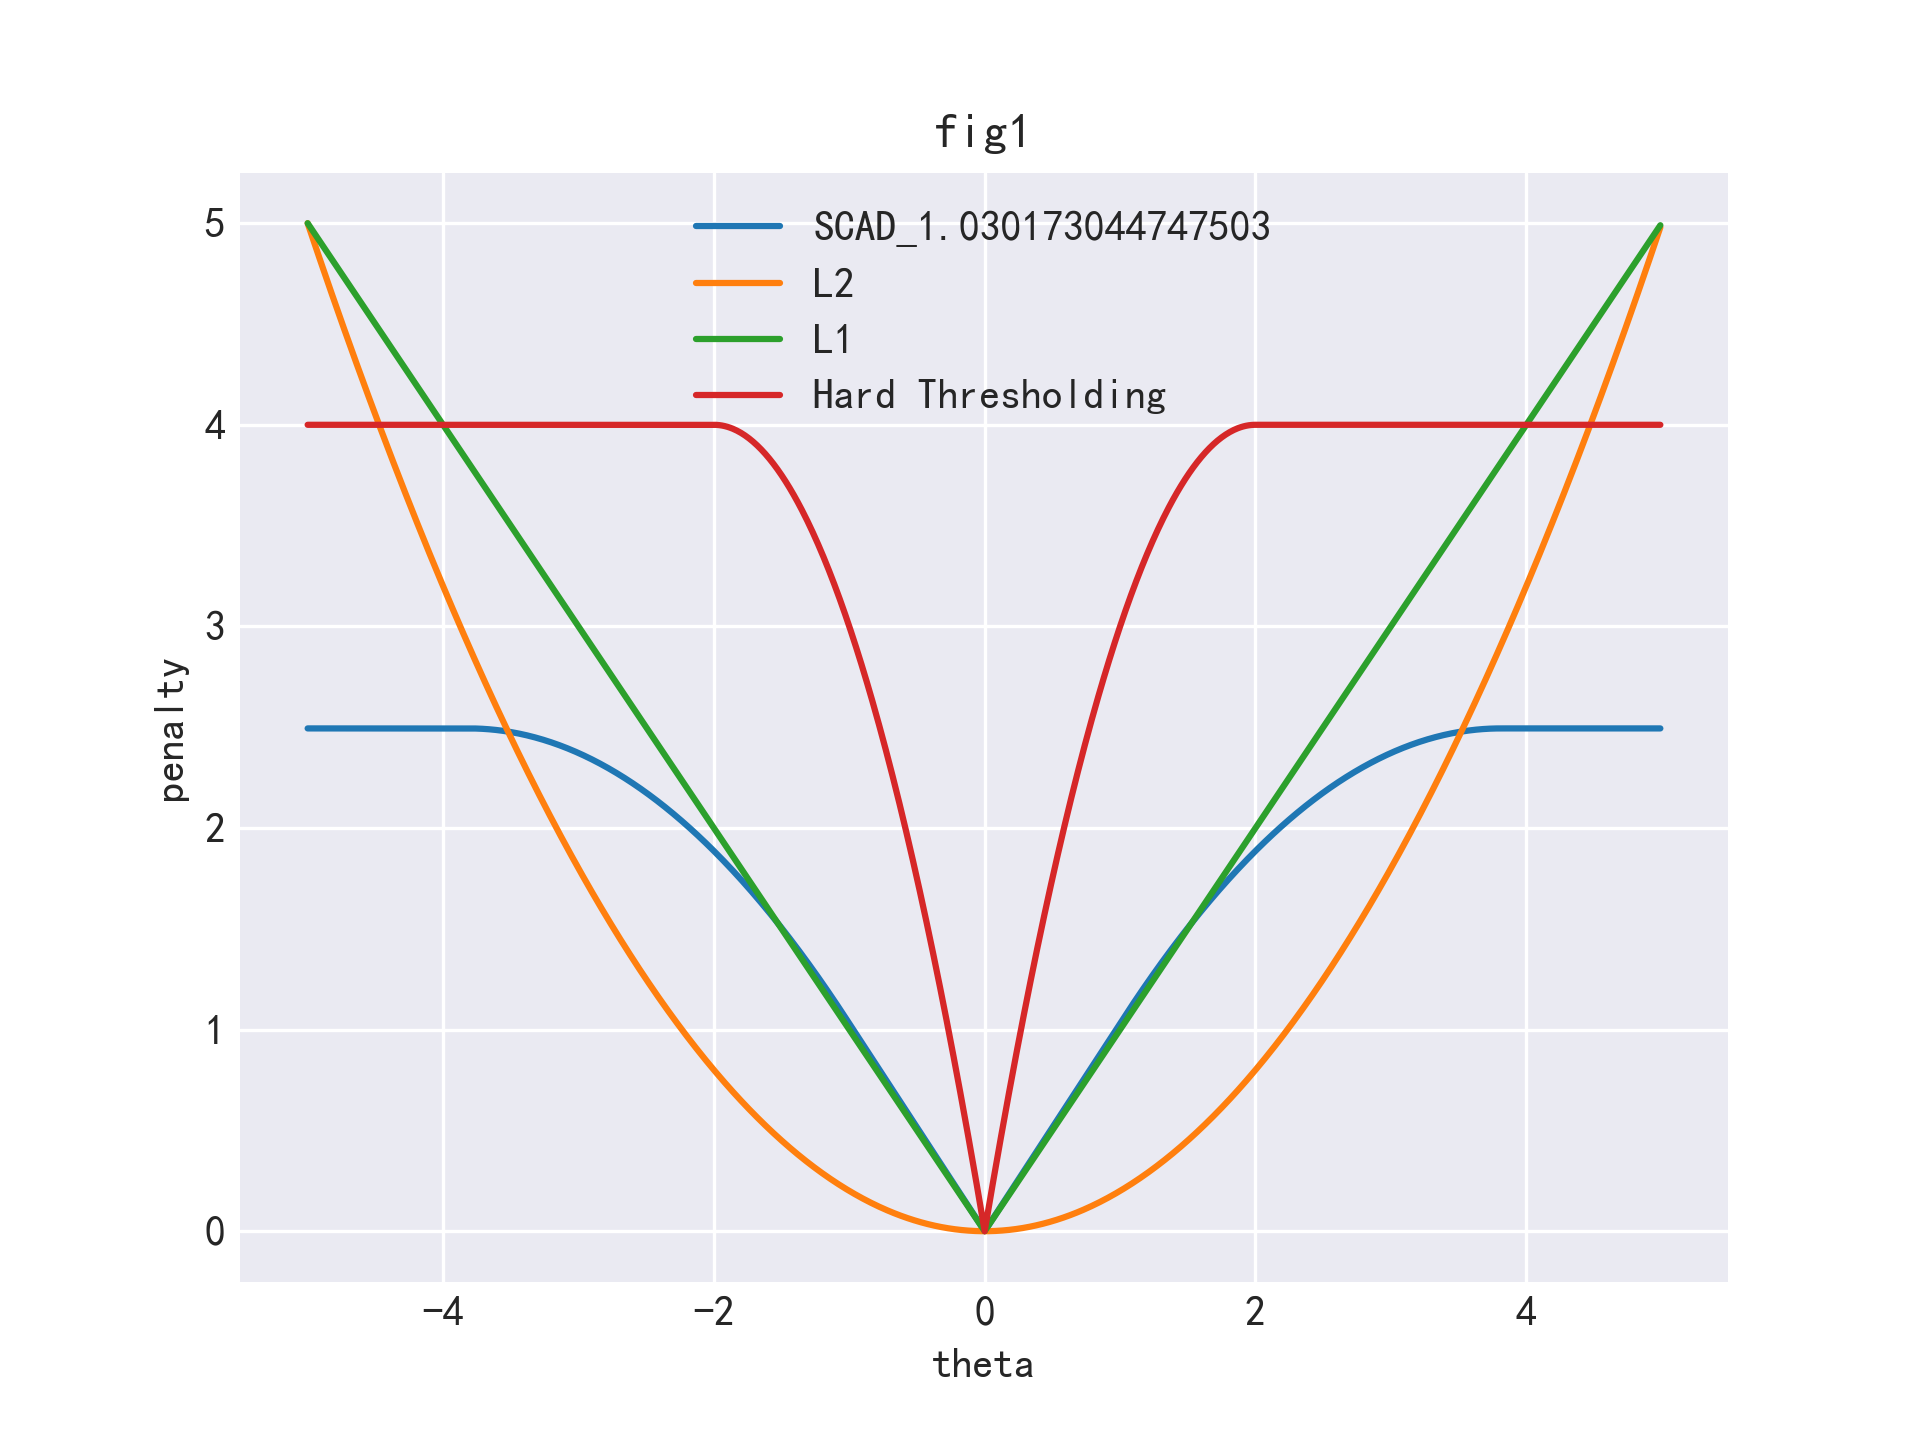 fig1
SCAD_1.030173044747503
L2
L1
Hard Thresholding
5
4
3
2
1
0
penalty
−4 −2 0 2 4
theta